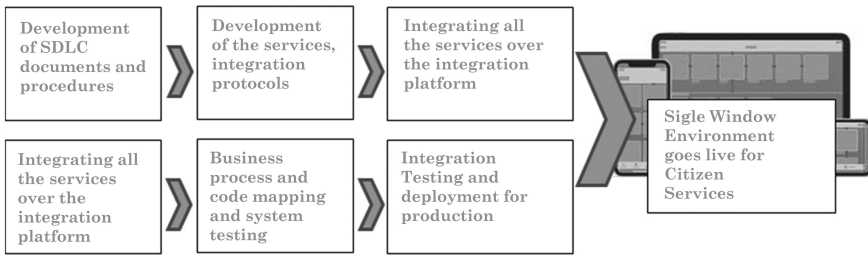 Development
of SDLC
documents and
procedures
Development
of the services,
integration
protocols
Integrating all
the services over
the integration
platform
Integrating all
the services
over the
integration
platform
Business
process and
code mapping
and system
testing
Integration
Testing and
deployment for
production
Sigle Window
Environment
goes live for
Citizen
Services